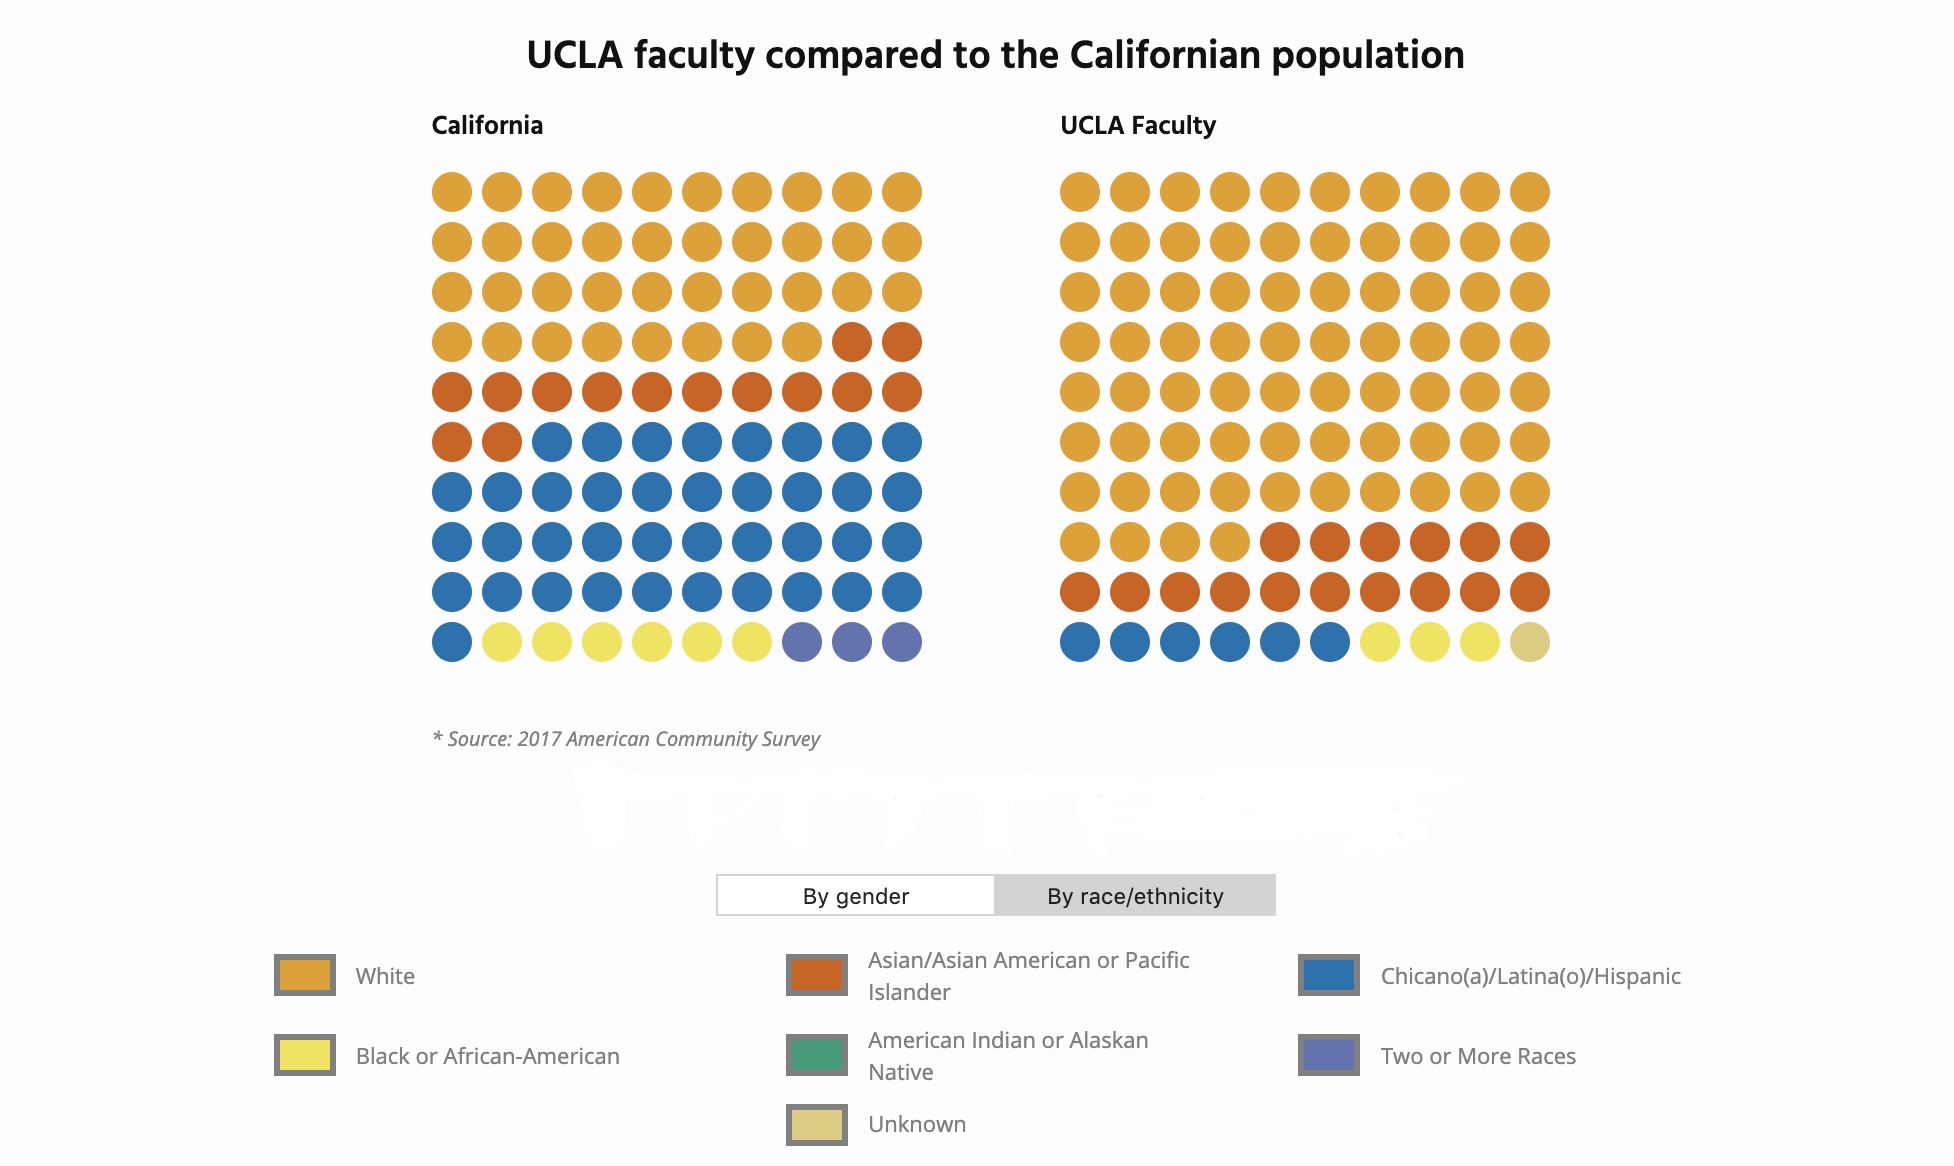 UCLA faculty compared to the Californian population
California
UCLA Faculty
* Source: 2017 American Community Survey
By gender
By race/ethnicity
White
Asian/Asian American or Pacific
Islander
Chicano(a)/Latina(o)/Hispanic
Black or African-American
American Indian or Alaskan
Native
Two or More Races
Unknown